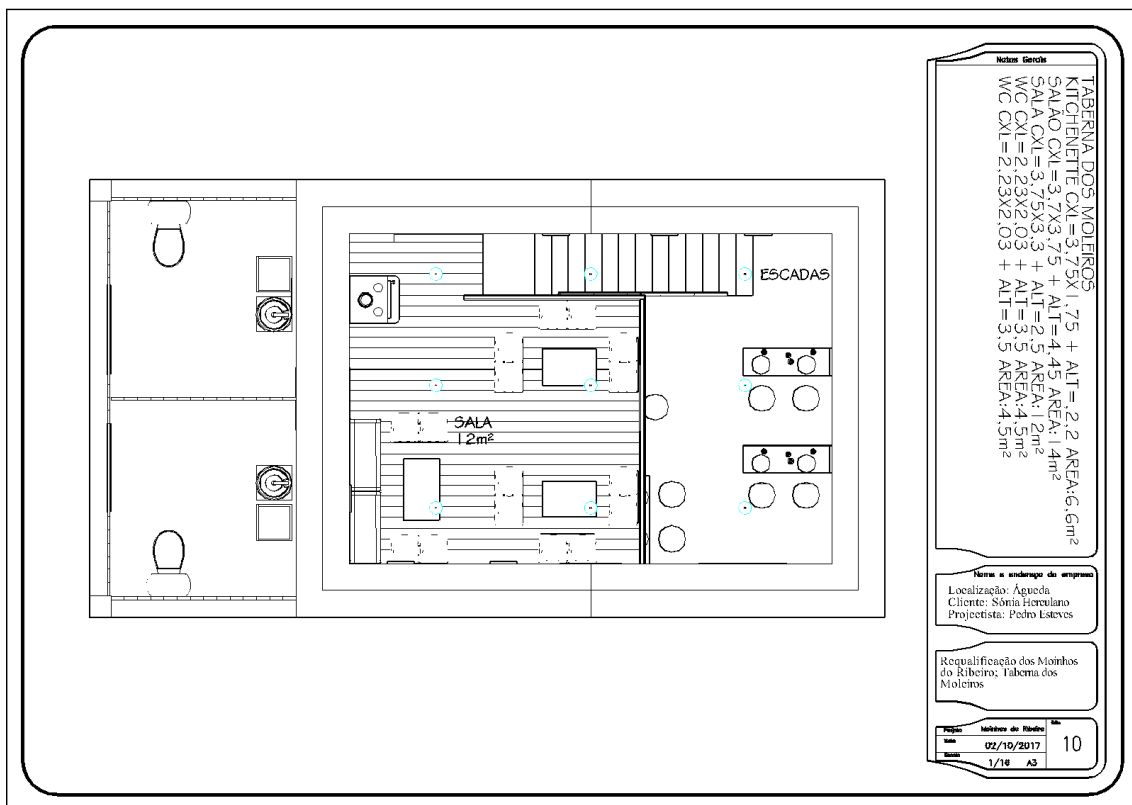 ESCADAS
SALA
12m²
Notas Gerais
TABERNA DOS MOLEIROS
KITCHENETTE CXL=3,75X1,75 + ALT=,2,2 AREA:6,6m²
SALÃO CXL=3,7X3,75 + ALT=4,45 AREA:14m²
SALA CXL=3,75X3,3 + ALT=2,5 AREA:12m²
WC CXL=2,23X2,03 + ALT=3,5 AREA:4,5m²
WC CXL=2,23X2,03 + ALT=3,5 AREA:4,5m²
Nome e endereço da empresa
Localização: Águeda
Cliente: Sónia Herculano
Projectista: Pedro Esteves
Requalificação dos Moinhos
do Ribeiro; Taberna dos
Moleiros
Projeto Moinhos do Ribeiro
02/10/2017 10
A3